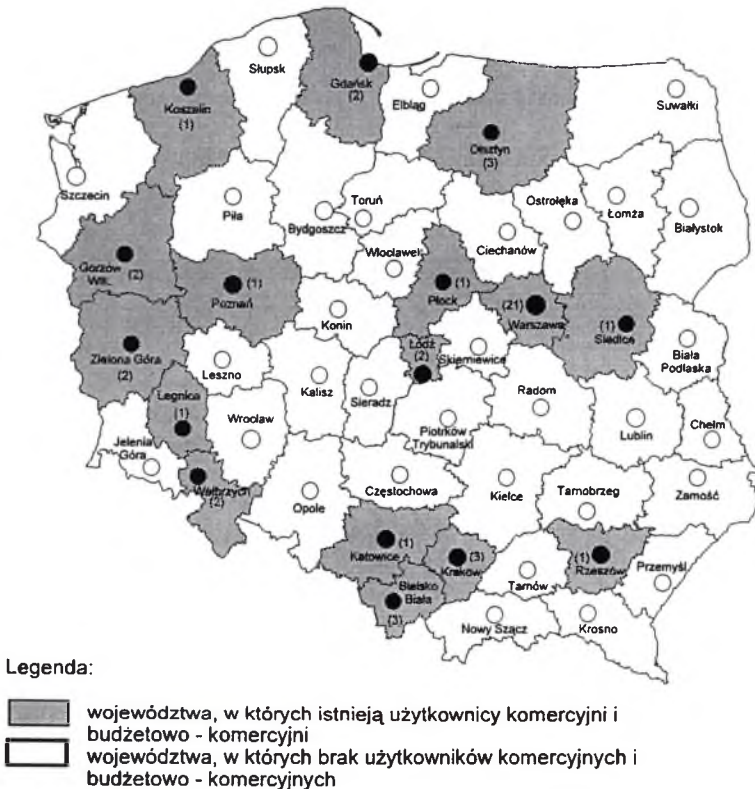 Słupsk
Gdańsk
(2)
Koszalin
(1)
Elbląg
Suwałki
Olsztyn
(3)
Szczecin
Piła
Toruń
Bydgoszcz
Ostrołęka
Łomża
Białystok
Włocławek
Ciechanów
Gorzów
Wlk.
(2)
(1)
Poznań
(1)
Płock
(21)
Warszawa
(1)
Siedlce
Konin
Łódź
(2)
Skierniewice
Biała
Podlaska
Zielona Góra
(2)
Leszno
Kalisz
Sieradz
Radom
Legnica
(1)
Wrocław
Piotrków
Trybunalski
Lublin
Chełm
Jelenia
Góra
Wałbrzych
(2)
Opole
Częstochowa
Kielce
Tarnobrzeg
Zamość
(1)
Katowice
(3)
Kraków
(1)
Rzeszów
Przemyśl
Bielsko
Biała
(3)
Tarnów
Nowy Sącz
Krosno
Legenda:
województwa, w których istnieją użytkownicy komercyjni i
budżetowo - komercyjni
województwa, w których brak użytkowników komercyjnych i
budżetowo - komercyjnych